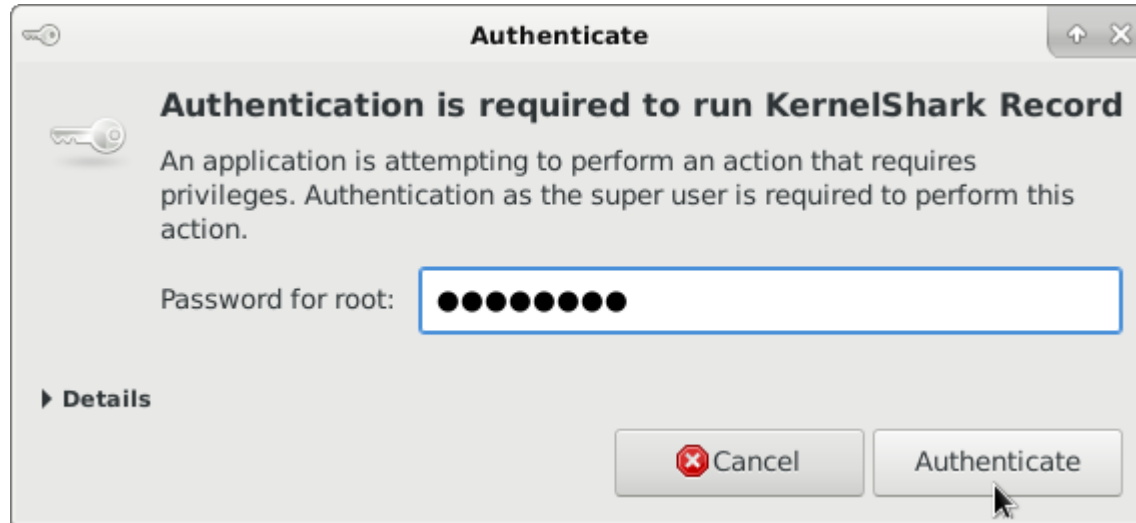 Authenticate
Authentication is required to run KernelShark Record
An application is attempting to perform an action that requires
privileges. Authentication as the super user is required to perform this
action.
Password for root: ●●●●●●●●
Details
Cancel Authenticate